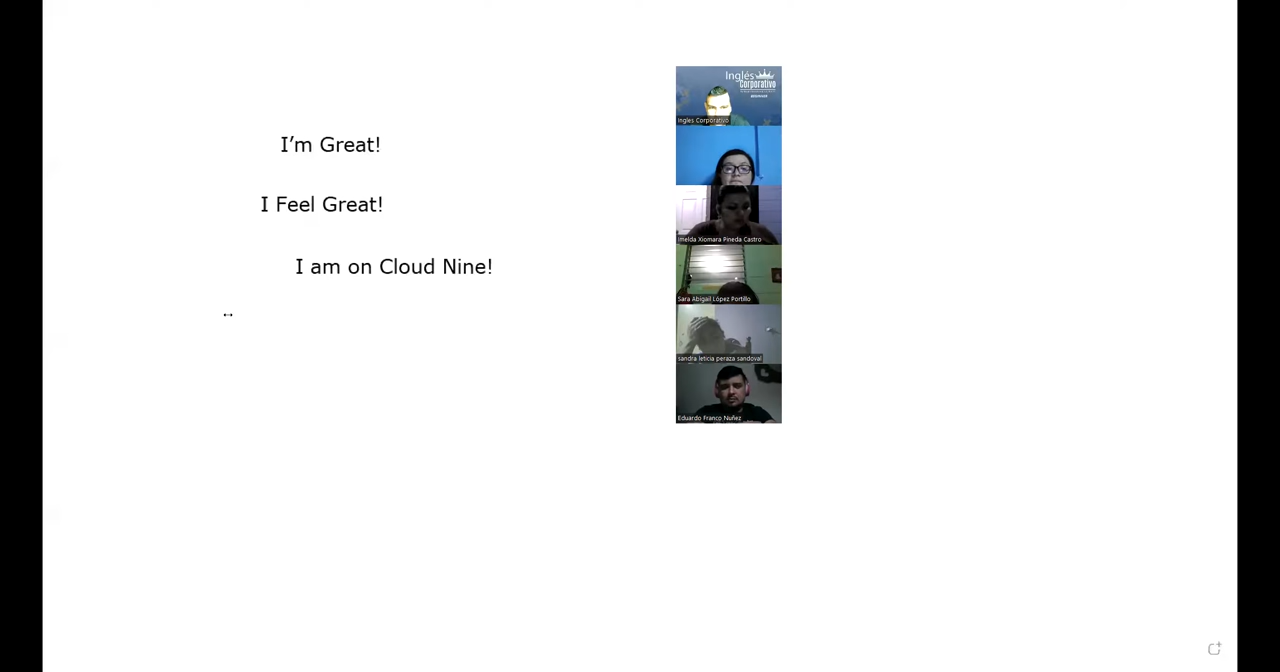 I'm Great!
I Feel Great!
I am on Cloud Nine!
Inglés
Corporativo
Ingles Corporativo
Imelda Xiomara Pineda Castro
Sara Abigail López Portillo
sandra leticia peraza sandoval
Eduardo Franco Nuñez